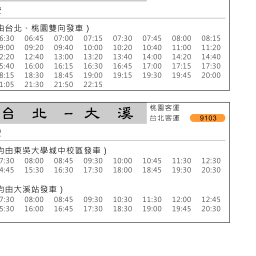 由台北、桃園雙向發車）
6:30 06:45 07:00 07:15 07:30 07:45 08:00 08:15
9:00 09:20 09:40 10:00 10:20 10:40 11:00 11:20
2:20 12:40 13:00 13:20 13:40 14:00 14:20 14:40
5:40 16:00 16:15 16:30 16:45 17:00 17:15 17:30
8:15 18:30 18:45 19:00 19:15 19:30 19:45 20:00
1:05 21:30 21:50 22:15
台 北 － 大 溪
桃園客運
台北客運 9103
均由東吳大學城中校區發車）
7:30 08:00 08:45 09:30 10:00 10:45 11:30 12:30
4:45 15:30 16:30 17:30 18:00 18:45 19:30 20:30
均由大溪站發車）
7:30 08:00 08:45 09:30 10:30 11:30 12:00 12:45
5:30 16:00 16:45 17:30 18:30 19:00 19:45 20:30